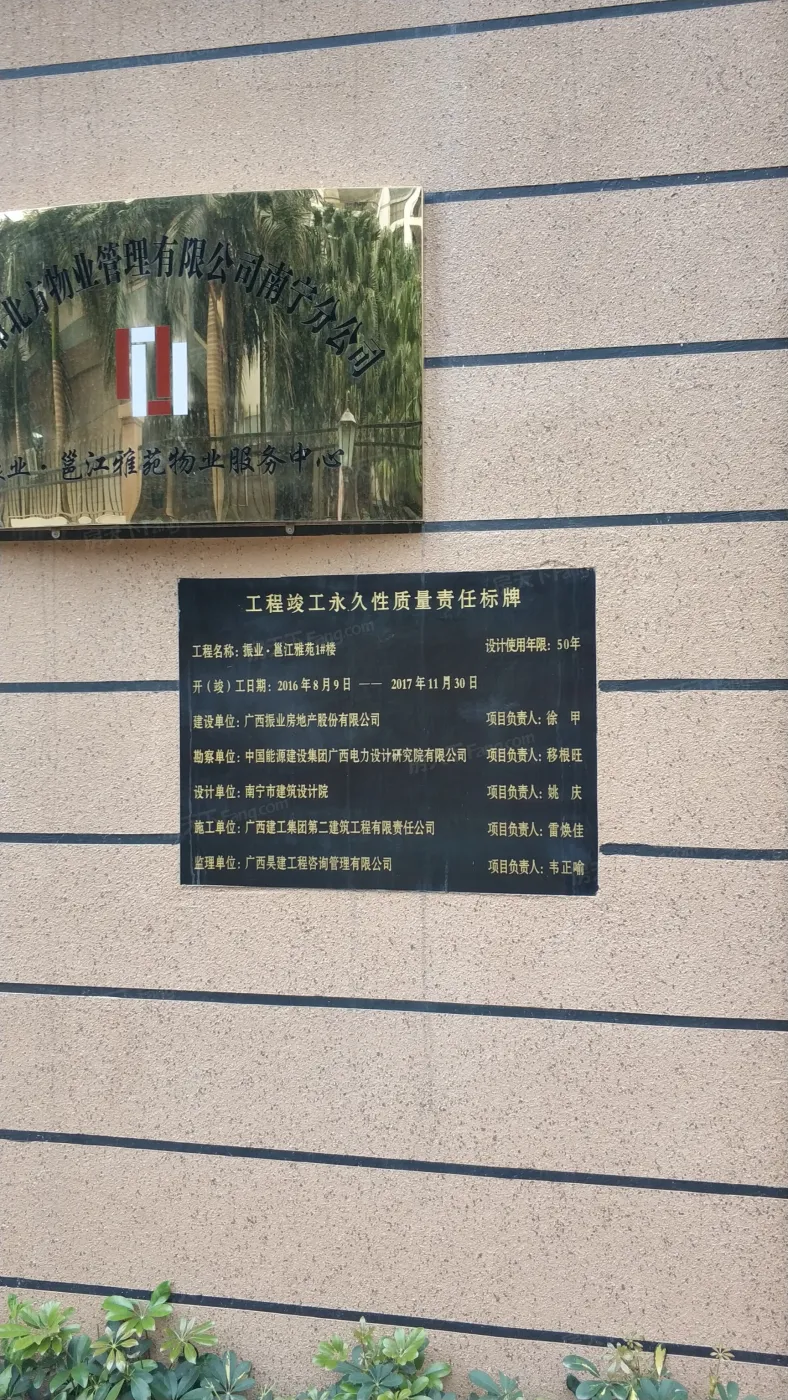 北方物业管理有限公司南宁分公司
业·邕江雅苑物业服务中心
工程竣工永久性质量责任标牌
工程名称: 振业·邕江雅苑1#楼 设计使用年限: 50年
开(竣)工日期: 2016年8月9日 —— 2017年11月30日
建设单位: 广西振业房地产股份有限公司 项目负责人: 徐 甲
勘察单位: 中国能源建设集团广西电力设计研究院有限公司 项目负责人: 移根旺
设计单位: 南宁市建筑设计院 项目负责人: 姚 庆
施工单位: 广西建工集团第二建筑工程有限责任公司 项目负责人: 雷焕佳
监理单位: 广西昊建工程咨询管理有限公司 项目负责人: 韦正喻